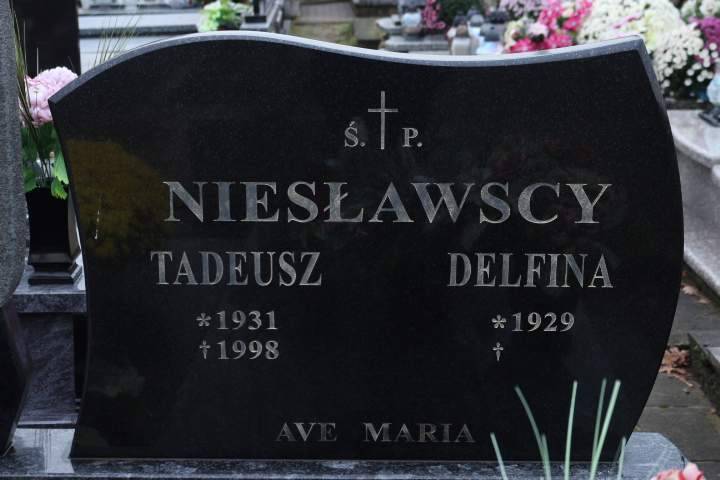 Ś. P.
NIESŁAWSCY
TADEUSZ DELFINA
*1931 *1929
†1998 †
AVE MARIA